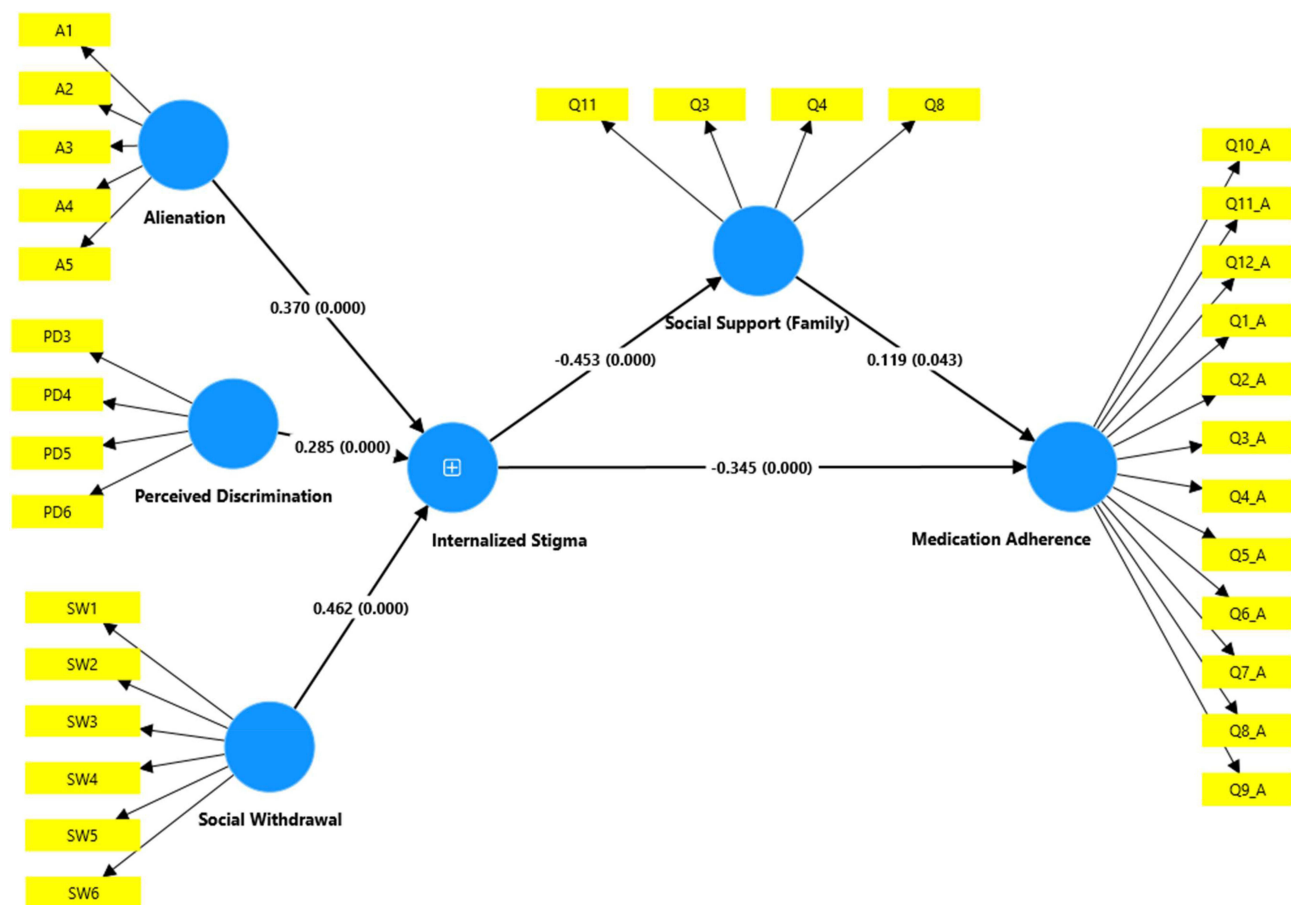 A1
A2
A3
A4
A5
Alienation
0.370 (0.000)
PD3
PD4
PD5
PD6
Perceived Discrimination
0.285 (0.000)
SW1
SW2
SW3
SW4
SW5
SW6
Social Withdrawal
0.462 (0.000)
Internalized Stigma
Q11
Q3
Q4
Q8
Social Support (Family)
-0.453 (0.000)
0.119 (0.043)
-0.345 (0.000)
Medication Adherence
Q10_A
Q11_A
Q12_A
Q1_A
Q2_A
Q3_A
Q4_A
Q5_A
Q6_A
Q7_A
Q8_A
Q9_A